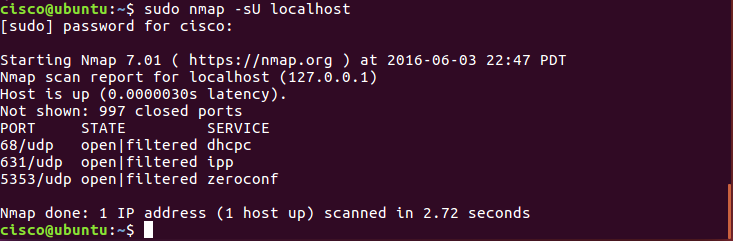 cisco@ubuntu:~$ sudo nmap -sU localhost
[sudo] password for cisco:
Starting Nmap 7.01 ( https://nmap.org ) at 2016-06-03 22:47 PDT
Nmap scan report for localhost (127.0.0.1)
Host is up (0.0000030s latency).
Not shown: 997 closed ports
PORT     STATE         SERVICE
68/udp   open|filtered dhcpc
631/udp  open|filtered ipp
5353/udp open|filtered zeroconf
Nmap done: 1 IP address (1 host up) scanned in 2.72 seconds
cisco@ubuntu:~$